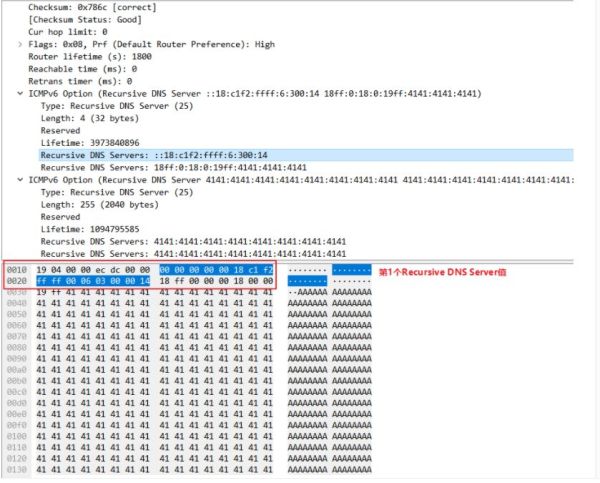 Checksum: 0x786c [correct]
[Checksum Status: Good]
Cur hop limit: 0
Flags: 0x08, Prf (Default Router Preference): High
Router lifetime (s): 1800
Reachable time (ms): 0
Retrans timer (ms): 0
ICMPv6 Option (Recursive DNS Server ::18:c1f2:ffff:6:300:14 18ff:0:18:0:19ff:4141:4141:4141)
Type: Recursive DNS Server (25)
Length: 4 (32 bytes)
Reserved
Lifetime: 3973840896
Recursive DNS Servers: ::18:c1f2:ffff:6:300:14
Recursive DNS Servers: 18ff:0:18:0:19ff:4141:4141:4141
ICMPv6 Option (Recursive DNS Server 4141:4141:4141:4141:4141:4141:4141:4141 4141:4141:4141:4141:4141:4141:
Type: Recursive DNS Server (25)
Length: 255 (2040 bytes)
Reserved
Lifetime: 1094795585
Recursive DNS Servers: 4141:4141:4141:4141:4141:4141:4141:4141
Recursive DNS Servers: 4141:4141:4141:4141:4141:4141:4141:4141
0010 19 04 00 00 ec dc 00 00 00 00 00 00 00 18 c1 f2 ········ ········ 第1个Recursive DNS Server值
0020 ff ff 00 06 03 00 00 14 18 ff 00 00 00 18 00 00 ········ ········
0030 19 ff 41 41 41 41 41 41 41 41 41 41 41 41 41 41 ··AAAAAA AAAAAAAA
0040 41 41 41 41 41 41 41 41 41 41 41 41 41 41 41 41 AAAAAAAA AAAAAAAA
0050 41 41 41 41 41 41 41 41 41 41 41 41 41 41 41 41 AAAAAAAA AAAAAAAA
0060 41 41 41 41 41 41 41 41 41 41 41 41 41 41 41 41 AAAAAAAA AAAAAAAA
0070 41 41 41 41 41 41 41 41 41 41 41 41 41 41 41 41 AAAAAAAA AAAAAAAA
0080 41 41 41 41 41 41 41 41 41 41 41 41 41 41 41 41 AAAAAAAA AAAAAAAA
0090 41 41 41 41 41 41 41 41 41 41 41 41 41 41 41 41 AAAAAAAA AAAAAAAA
00a0 41 41 41 41 41 41 41 41 41 41 41 41 41 41 41 41 AAAAAAAA AAAAAAAA
00b0 41 41 41 41 41 41 41 41 41 41 41 41 41 41 41 41 AAAAAAAA AAAAAAAA
00c0 41 41 41 41 41 41 41 41 41 41 41 41 41 41 41 41 AAAAAAAA AAAAAAAA
00d0 41 41 41 41 41 41 41 41 41 41 41 41 41 41 41 41 AAAAAAAA AAAAAAAA
00e0 41 41 41 41 41 41 41 41 41 41 41 41 41 41 41 41 AAAAAAAA AAAAAAAA
00f0 41 41 41 41 41 41 41 41 41 41 41 41 41 41 41 41 AAAAAAAA AAAAAAAA
0100 41 41 41 41 41 41 41 41 41 41 41 41 41 41 41 41 AAAAAAAA AAAAAAAA
0110 41 41 41 41 41 41 41 41 41 41 41 41 41 41 41 41 AAAAAAAA AAAAAAAA
0120 41 41 41 41 41 41 41 41 41 41 41 41 41 41 41 41 AAAAAAAA AAAAAAAA
0130 41 41 41 41 41 41 41 41 41 41 41 41 41 41 41 41 AAAAAAAA AAAAAAAA